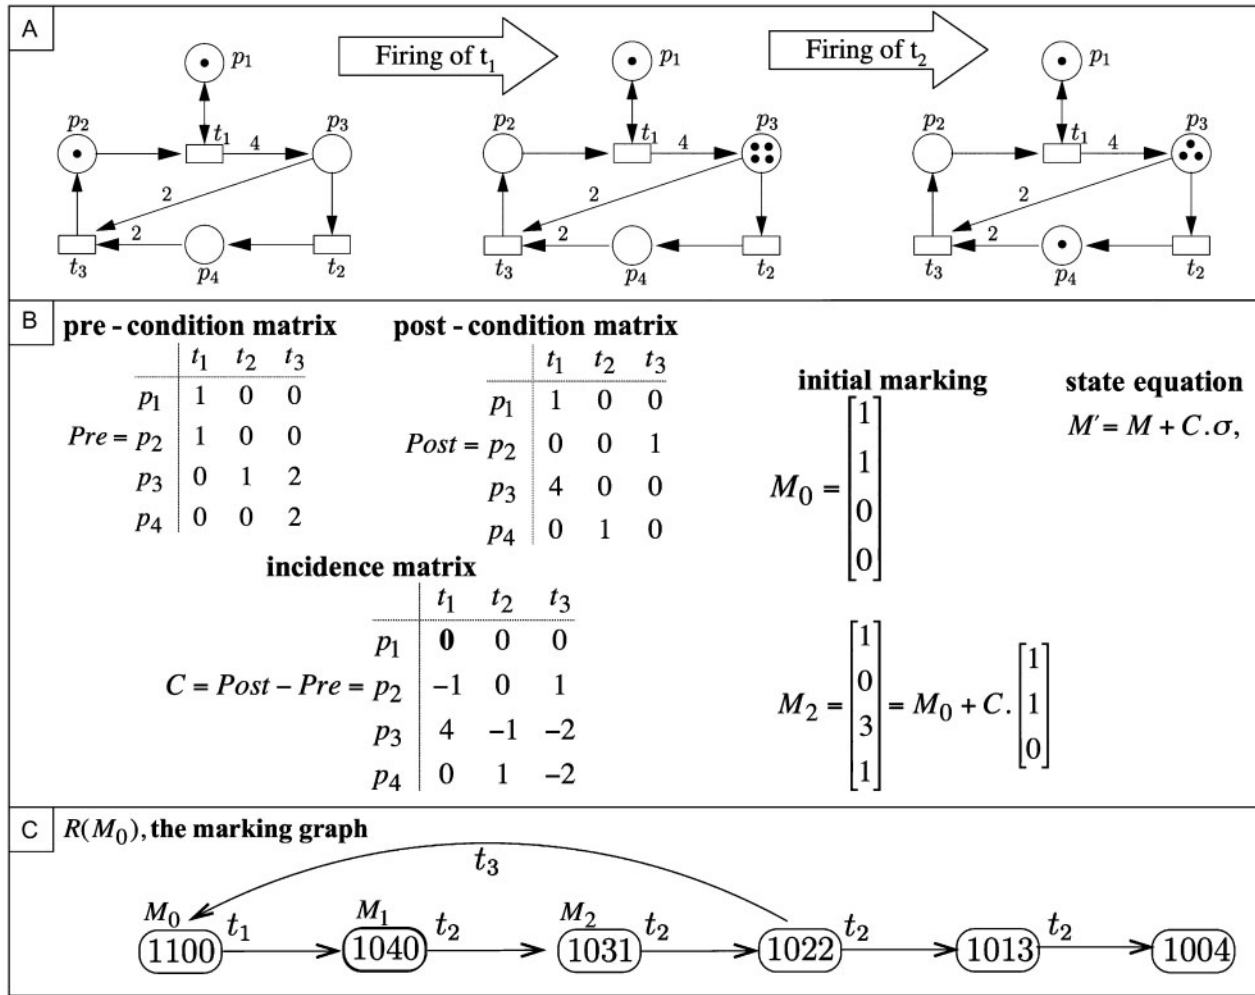 A
Firing of t1
Firing of t2
p1
p2
t1
4
p3
2
2
t3
p4
t2
p1
p2
t1
4
p3
2
2
t3
p4
t2
p1
p2
t1
4
p3
2
2
t3
p4
t2
B
pre - condition matrix
t1 t2 t3
p1 1 0 0
Pre = p2 1 0 0
p3 0 1 2
p4 0 0 2
post - condition matrix
t1 t2 t3
p1 1 0 0
Post = p2 0 0 1
p3 4 0 0
p4 0 1 0
incidence matrix
t1 t2 t3
p1 0 0 0
C = Post − Pre = p2 −1 0 1
p3 4 −1 −2
p4 0 1 −2
initial marking
M0 = [1 1 0 0]
state equation
M′ = M + C.σ,
M2 = [1 0 3 1] = M0 + C. [1 1 0]
C
R(M0), the marking graph
t3
M0
t1
M1
t2
M2
t2
t2
t2
1100
1040
1031
1022
1013
1004